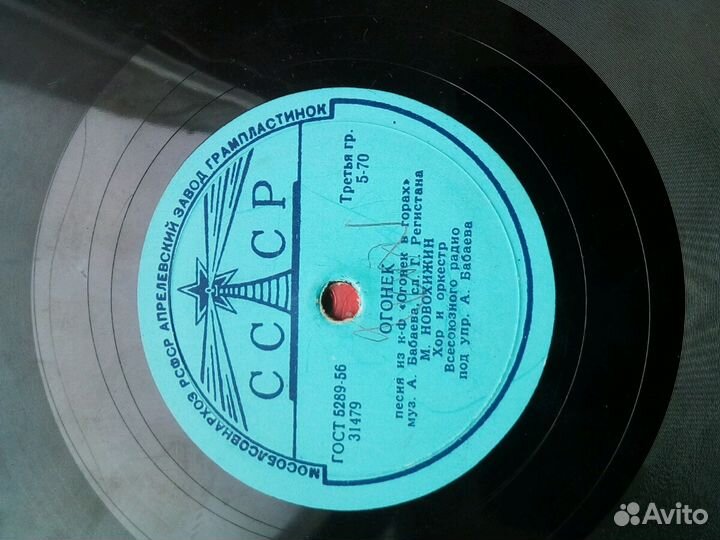 МОСОБЛСОВНАРХОЗ РСФСР АПРЕЛЕВСКИЙ ЗАВОД ГРАМПЛАСТИНОК
СССР
ГОСТ 5289-56
31479
Третья гр.
5-70
ОГОНЕК
песня из к-ф «Огонек в горах»
муз. А. Бабаева, сл. Г. Регистана
М. НОВОХИЖИН
Хор и оркестр
Всесоюзного радио
под упр. А. Бабаева
Avito